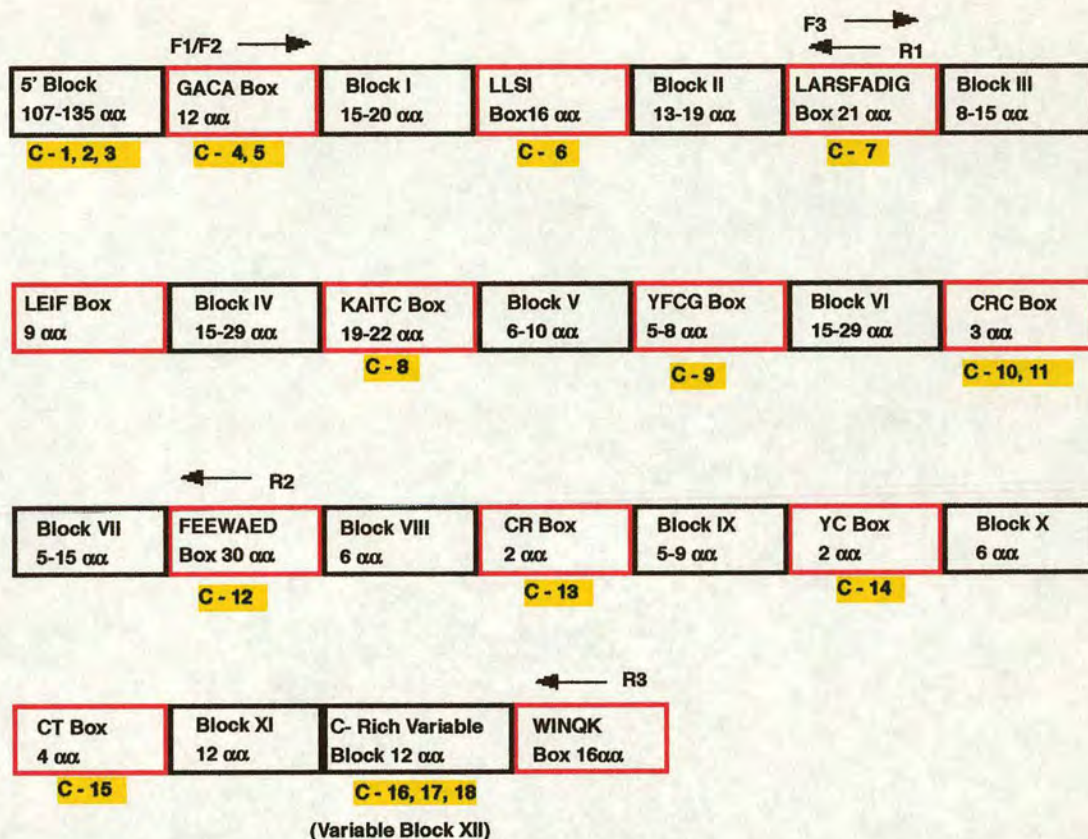 F1/F2
F3
R1
5' Block
107-135 αα
GACA Box
12 αα
Block I
15-20 αα
LLSI
Box16 αα
Block II
13-19 αα
LARSFADIG
Box 21 αα
Block III
8-15 αα
C - 1, 2, 3
C - 4, 5
C - 6
C - 7
LEIF Box
9 αα
Block IV
15-29 αα
KAITC Box
19-22 αα
Block V
6-10 αα
YFCG Box
5-8 αα
Block VI
15-29 αα
CRC Box
3 αα
C - 8
C - 9
C - 10, 11
R2
Block VII
5-15 αα
FEEWAED
Box 30 αα
Block VIII
6 αα
CR Box
2 αα
Block IX
5-9 αα
YC Box
2 αα
Block X
6 αα
C - 12
C - 13
C - 14
R3
CT Box
4 αα
Block XI
12 αα
C- Rich Variable
Block 12 αα
WINQK
Box 16αα
C - 15
C - 16, 17, 18
(Variable Block XII)